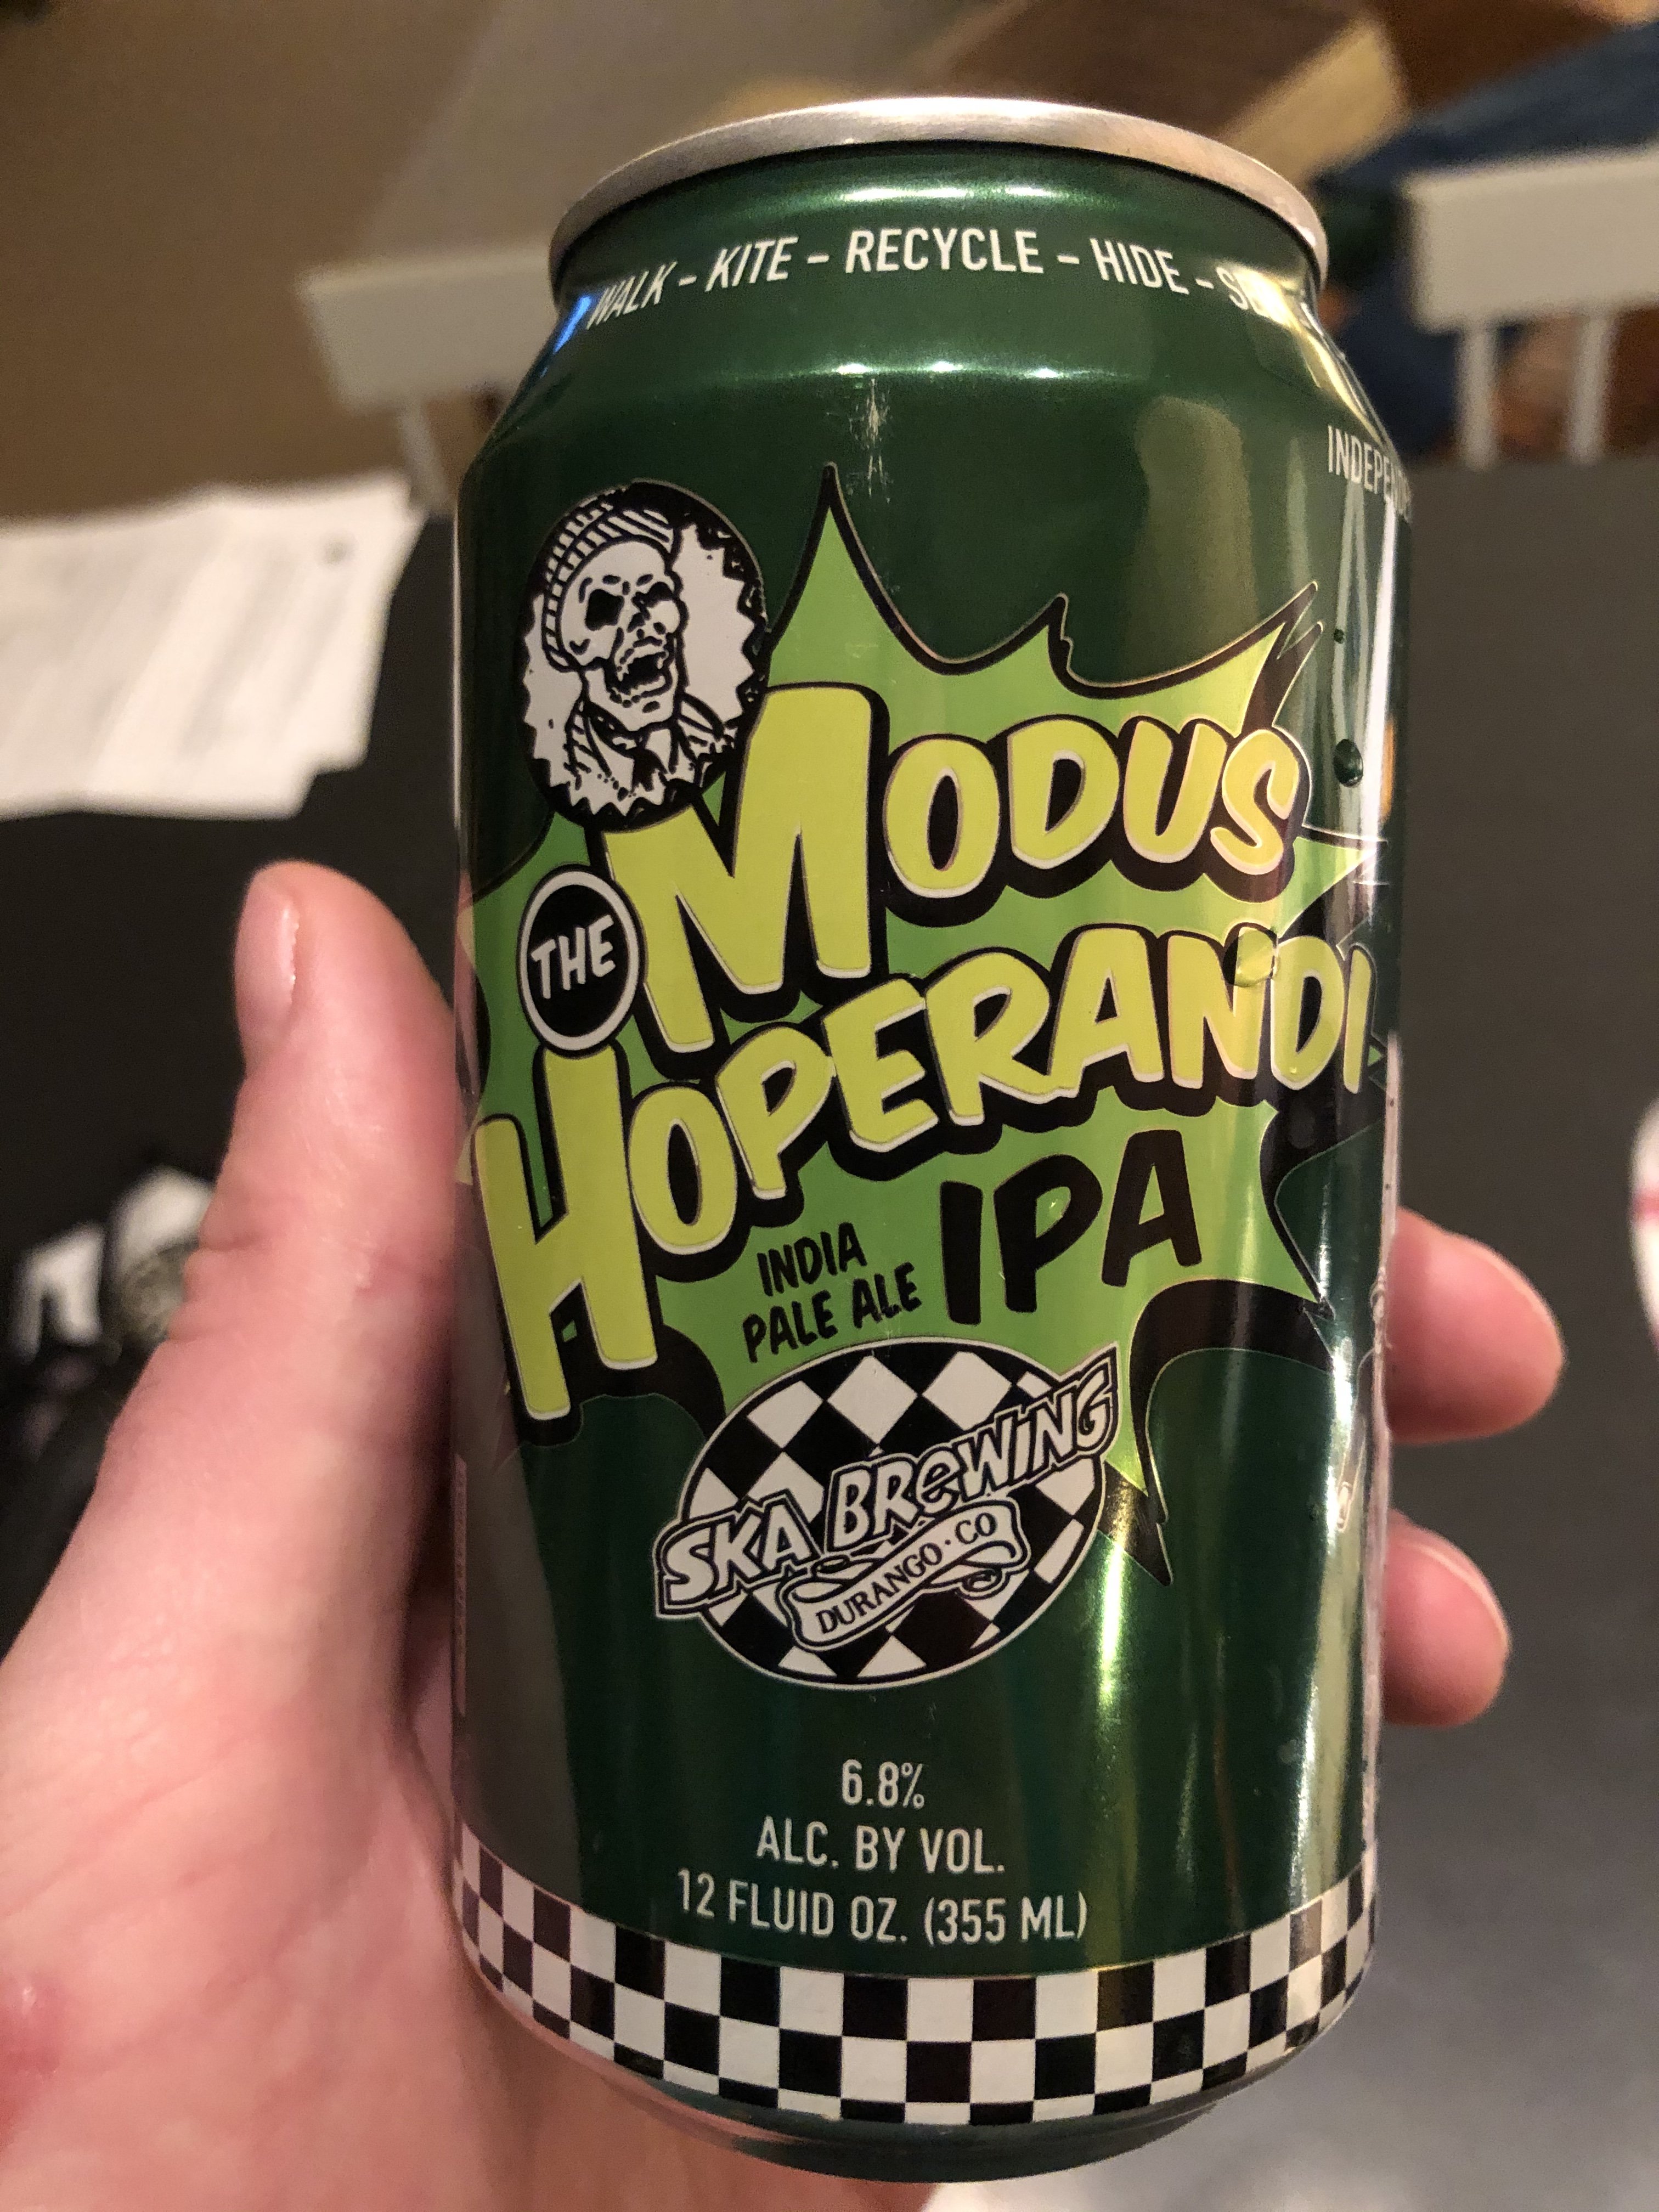 WALK - KITE - RECYCLE - HIDE -
THE
MODUS
HOPERANDI
INDIA
PALE ALE
IPA
SKA BREWING
DURANGO · CO
6.8%
ALC. BY VOL.
12 FLUID OZ. (355 ML)